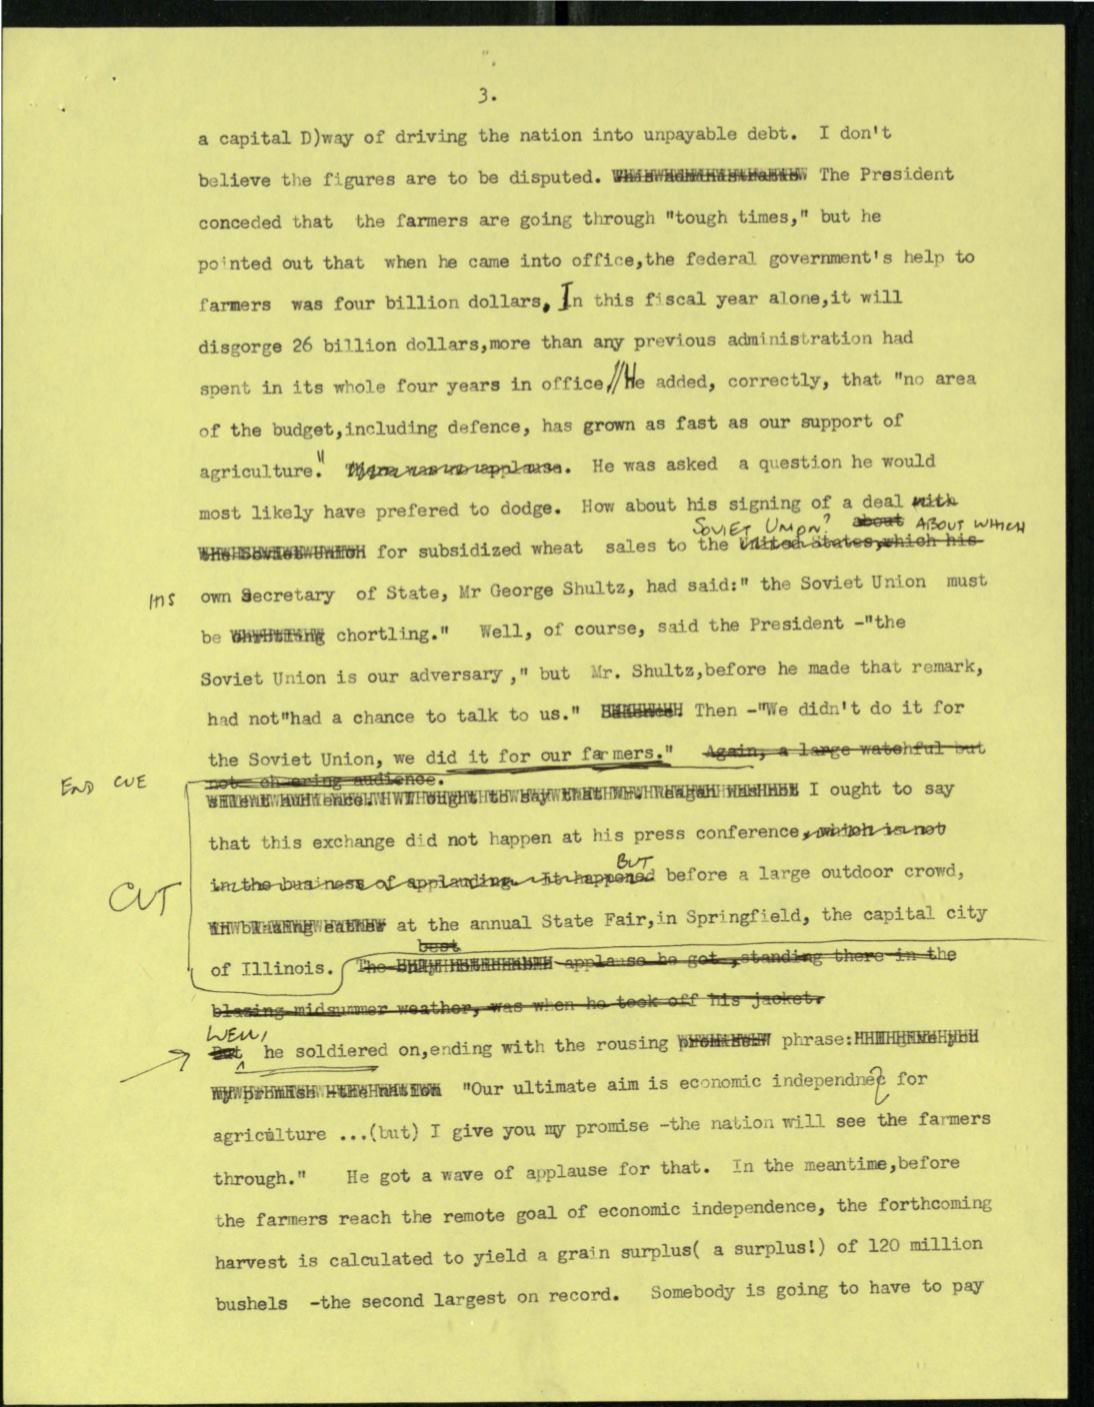 3.
a capital D)way of driving the nation into unpayable debt. I don't
believe the figures are to be disputed. The President
conceded that the farmers are going through "tough times," but he
pointed out that when he came into office,the federal government's help to
farmers was four billion dollars. In this fiscal year alone,it will
disgorge 26 billion dollars,more than any previous administration had
spent in its whole four years in office.// He added, correctly, that "no area
of the budget,including defence, has grown as fast as our support of
agriculture." There was no applause. He was asked a question he would
most likely have prefered to dodge. How about his signing of a deal with
SOVIET UNION? about ABOUT WHICH
the Soviet Union for subsidized wheat sales to the United States,which his
INS own Secretary of State, Mr George Shultz, had said:" the Soviet Union must
be chortling." Well, of course, said the President -"the
Soviet Union is our adversary ," but Mr. Shultz,before he made that remark,
had not"had a chance to talk to us." Then -"We didn't do it for
the Soviet Union, we did it for our farmers." Again, a large watchful but
END CUE not cheering audience.
I ought to say
that this exchange did not happen at his press conference, which is not
BUT
CUT in the business of applauding. It happened before a large outdoor crowd,
at the annual State Fair,in Springfield, the capital city
best
of Illinois. The applause he got ,standing there in the
blazing midsummer weather, was when he took off his jacket.
WELL,
But he soldiered on,ending with the rousing phrase:
my promise -the nation "Our ultimate aim is economic independnec for
agriculture ...(but) I give you my promise -the nation will see the farmers
through." He got a wave of applause for that. In the meantime,before
the farmers reach the remote goal of economic independence, the forthcoming
harvest is calculated to yield a grain surplus( a surplus!) of 120 million
bushels -the second largest on record. Somebody is going to have to pay